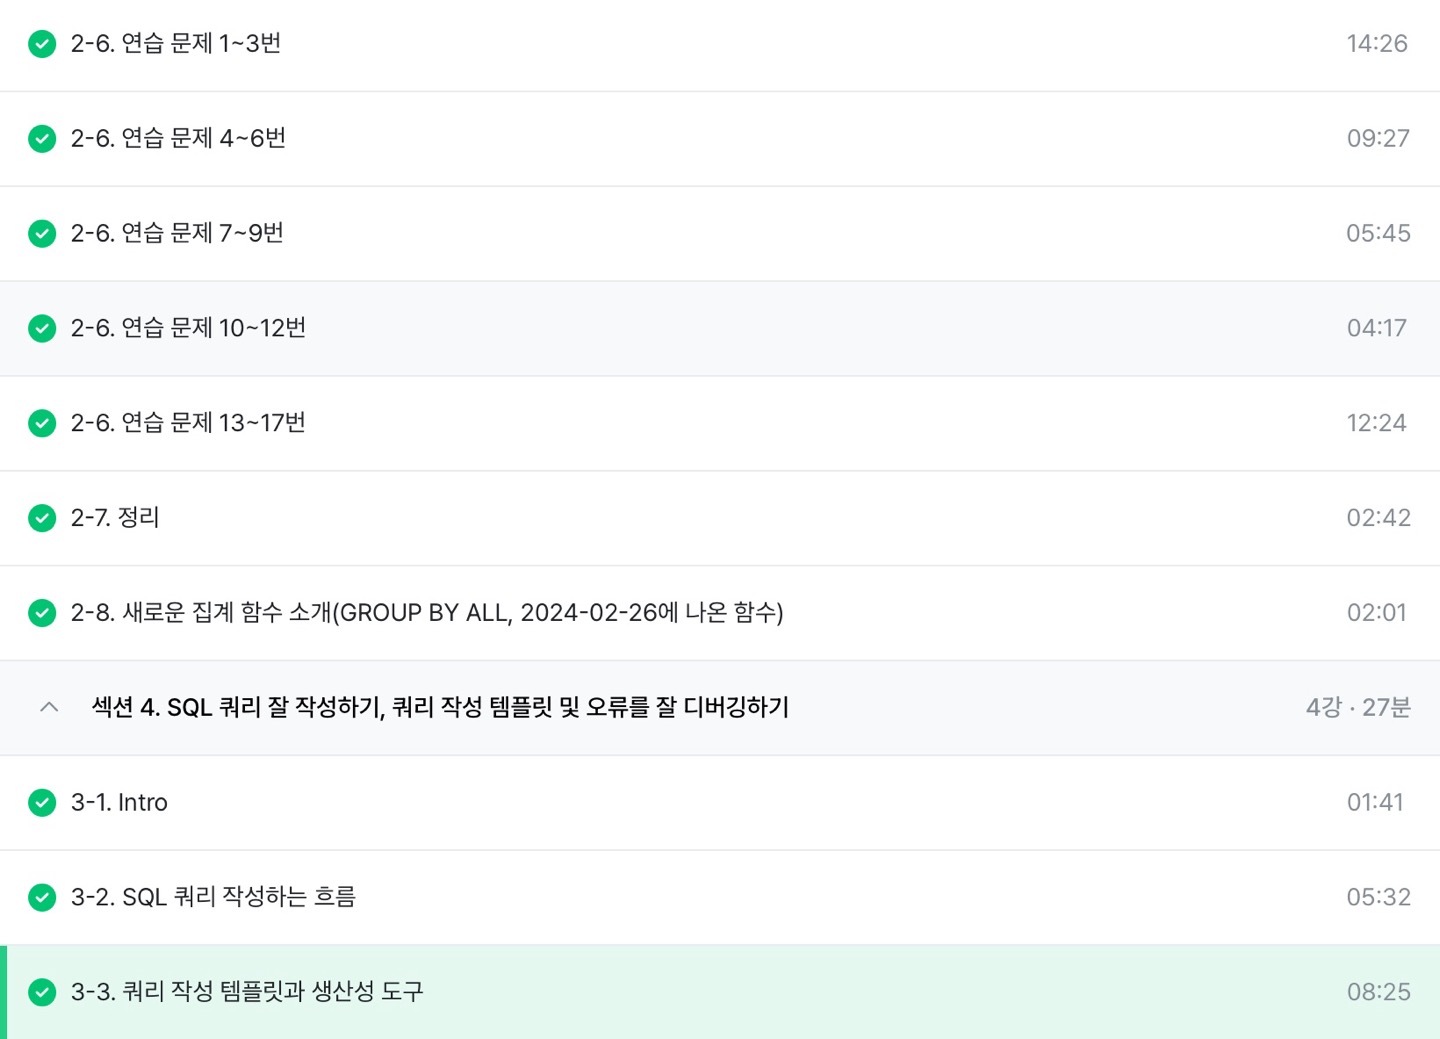 2-6. 연습 문제 1~3번 14:26
2-6. 연습 문제 4~6번 09:27
2-6. 연습 문제 7~9번 05:45
2-6. 연습 문제 10~12번 04:17
2-6. 연습 문제 13~17번 12:24
2-7. 정리 02:42
2-8. 새로운 집계 함수 소개(GROUP BY ALL, 2024-02-26에 나온 함수) 02:01
섹션 4. SQL 쿼리 잘 작성하기, 쿼리 작성 템플릿 및 오류를 잘 디버깅하기 4강 · 27분
3-1. Intro 01:41
3-2. SQL 쿼리 작성하는 흐름 05:32
3-3. 쿼리 작성 템플릿과 생산성 도구 08:25